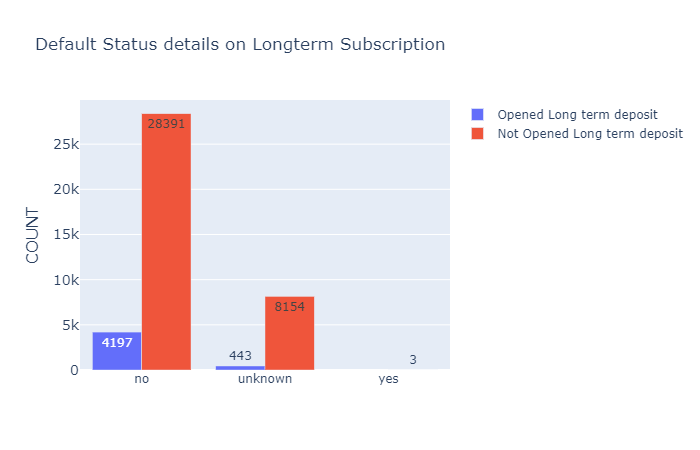 Default Status details on Longterm Subscription
Opened Long term deposit
Not Opened Long term deposit
COUNT
25k
20k
15k
10k
5k
0
4197
28391
443
8154
3
no
unknown
yes